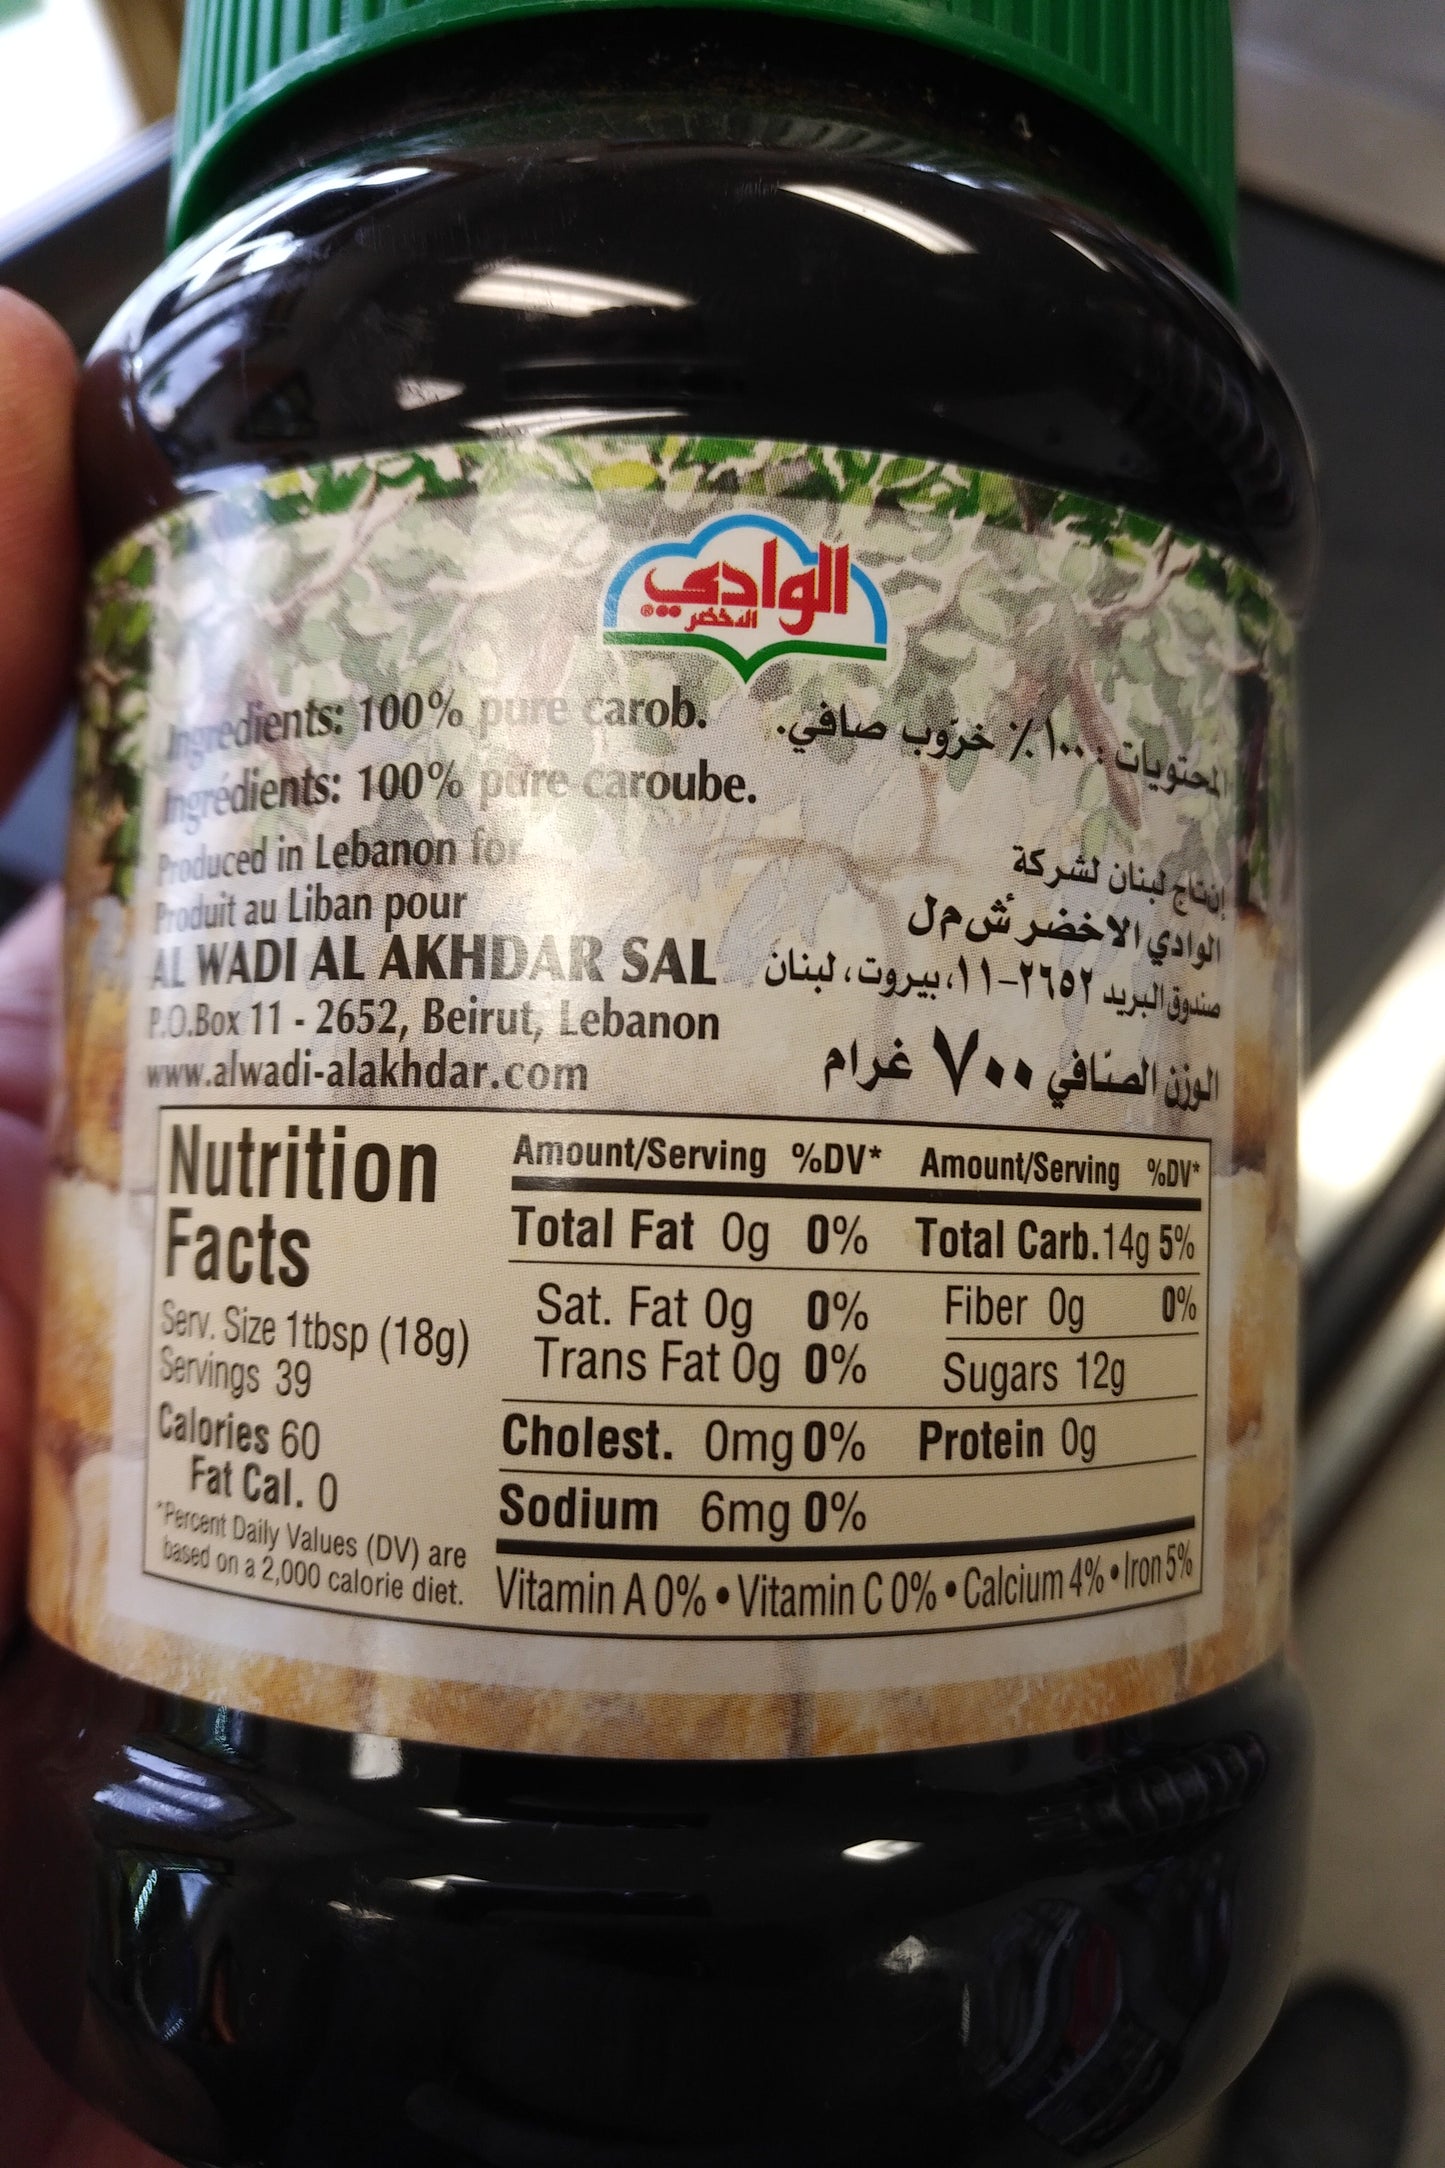 الوادي
الاخضر®
Ingredients: 100% pure carob.
Ingrédients: 100% pure caroube.
Produced in Lebanon for
Produit au Liban pour
AL WADI AL AKHDAR SAL
P.O.Box 11 - 2652, Beirut, Lebanon
www.alwadi-alakhdar.com
المحتويات : ١٠٠٪ خرّوب صافي.
إنتاج لبنان لشركة
الوادي الاخضر ش م ل
صندوق البريد ٢٦٥٢-١١، بيروت، لبنان
الوزن الصافي ٧٠٠ غرام
Nutrition
Facts
Serv. Size 1tbsp (18g)
Servings 39
Calories 60
Fat Cal. 0
*Percent Daily Values (DV) are
based on a 2,000 calorie diet.
Amount/Serving %DV*
Total Fat 0g 0%
Sat. Fat 0g 0%
Trans Fat 0g 0%
Cholest. 0mg 0%
Sodium 6mg 0%
Amount/Serving %DV*
Total Carb. 14g 5%
Fiber 0g 0%
Sugars 12g
Protein 0g
Vitamin A 0% • Vitamin C 0% • Calcium 4% • Iron 5%